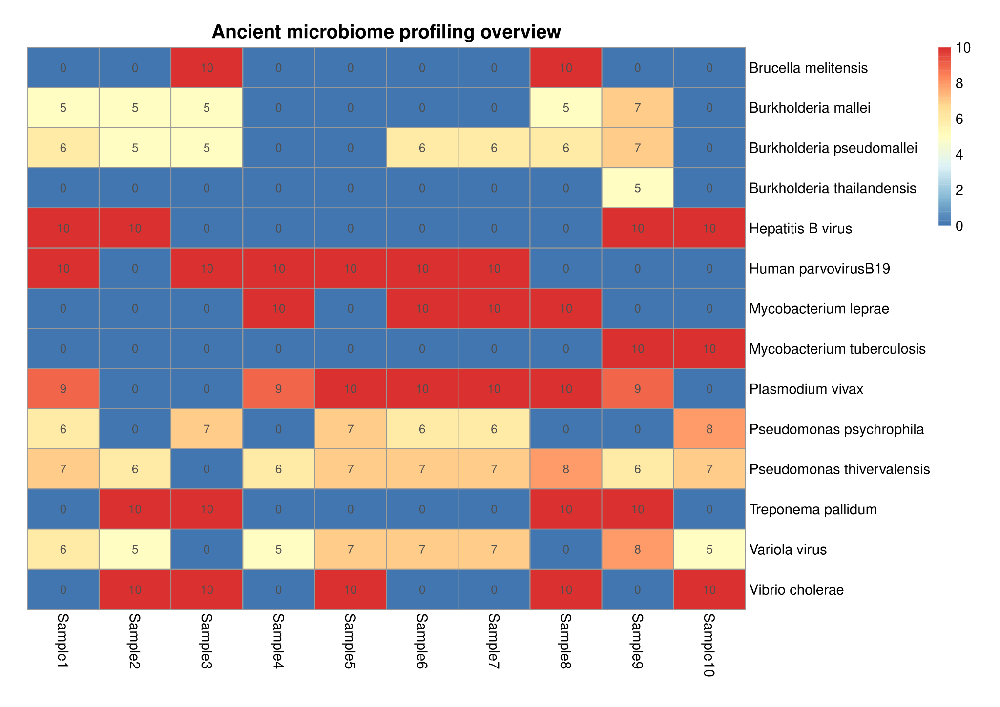 Ancient microbiome profiling overview
0 0 10 0 0 0 0 10 0 0 Brucella melitensis
5 5 5 0 0 0 0 5 7 0 Burkholderia mallei
6 5 5 0 0 6 6 6 7 0 Burkholderia pseudomallei
0 0 0 0 0 0 0 0 5 0 Burkholderia thailandensis
10 10 0 0 0 0 0 0 10 10 Hepatitis B virus
10 0 10 10 10 10 10 0 0 0 Human parvovirusB19
0 0 0 10 0 10 10 10 0 0 Mycobacterium leprae
0 0 0 0 0 0 0 0 10 10 Mycobacterium tuberculosis
9 0 0 9 10 10 10 10 9 0 Plasmodium vivax
6 0 7 0 7 6 6 0 0 8 Pseudomonas psychrophila
7 6 0 6 7 7 7 8 6 7 Pseudomonas thivervalensis
0 10 10 0 0 0 0 10 10 0 Treponema pallidum
6 5 0 5 7 7 7 0 8 5 Variola virus
0 10 10 0 10 0 0 10 0 10 Vibrio cholerae
Sample1
Sample2
Sample3
Sample4
Sample5
Sample6
Sample7
Sample8
Sample9
Sample10
10
8
6
4
2
0